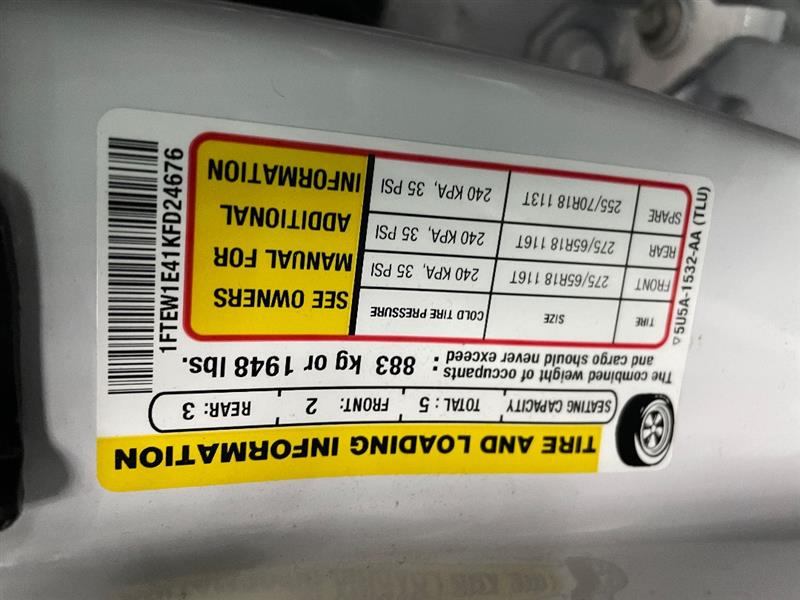 TIRE AND LOADING INFORMATION
SEATING CAPACITY TOTAL: 5 FRONT: 2 REAR: 3
The combined weight of occupants
and cargo should never exceed : 883 kg or 1948 lbs.
TIRE SIZE COLD TIRE PRESSURE
FRONT 275/65R18 116T 240 KPA, 35 PSI
REAR 275/65R18 116T 240 KPA, 35 PSI
SPARE 255/70R18 113T 240 KPA, 35 PSI
SEE OWNERS
MANUAL FOR
ADDITIONAL
INFORMATION
5U5A-1532-AA (TLU)
1FTEW1E41KFD24676